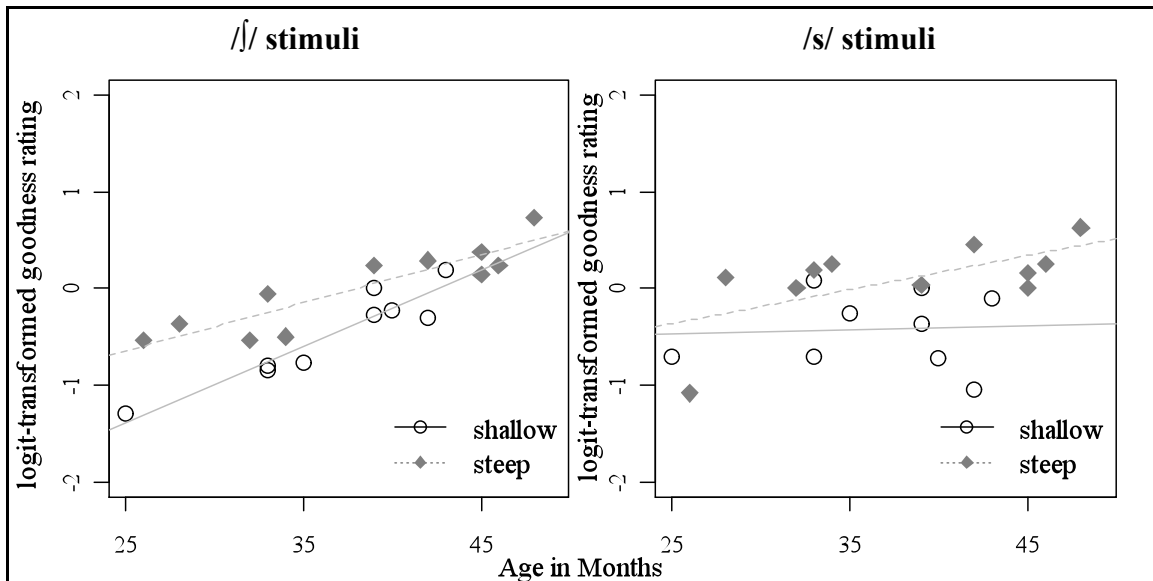 /ʃ/ stimuli
/s/ stimuli
logit-transformed goodness rating
2
1
0
-1
-2
shallow
steep
25
35
45
logit-transformed goodness rating
2
1
0
-1
-2
shallow
steep
25
35
45
Age in Months